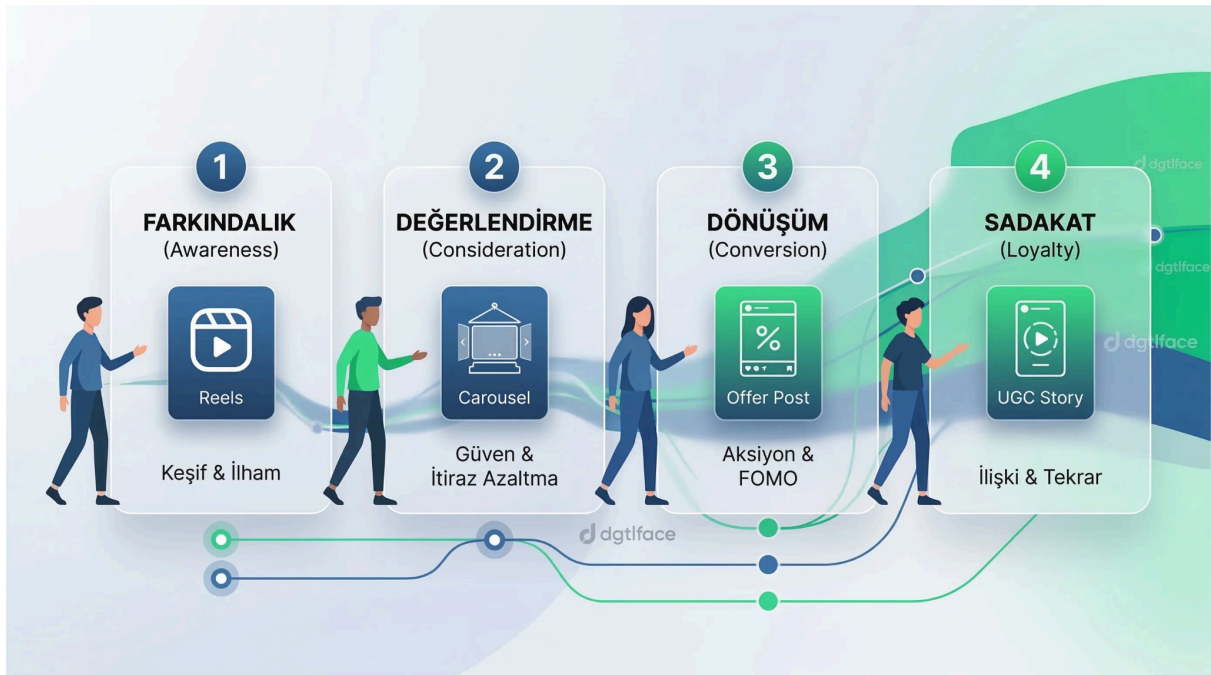 1
FARKINDALIK
(Awareness)
Reels
Keşif & İlham
2
DEĞERLENDİRME
(Consideration)
Carousel
Güven &
İtiraz Azaltma
3
DÖNÜŞÜM
(Conversion)
%
Offer Post
Aksiyon &
FOMO
4
SADAKAT
(Loyalty)
UGC Story
İlişki & Tekrar
dgtlface
dgtlface
dgtlface
dgtlface